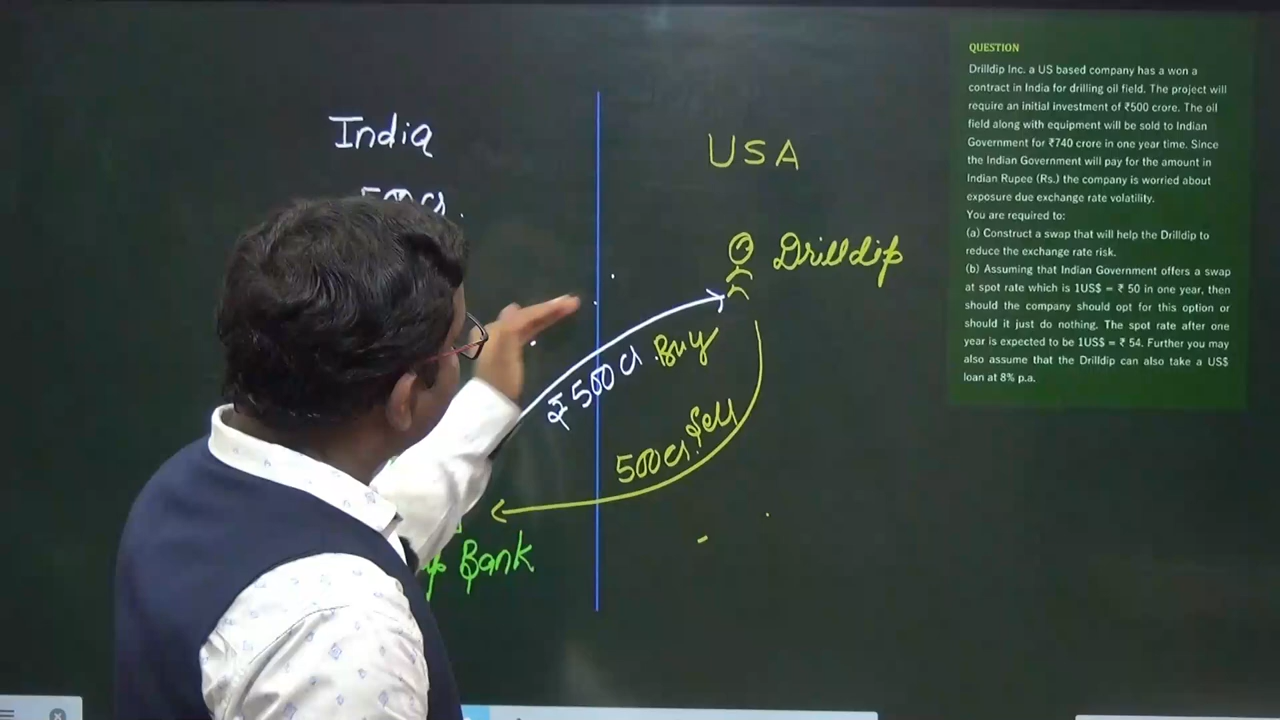 India
USA
500 Cr.
Drilldip
₹ 500 Cr. Buy
500 Cr. Sell
Bank
QUESTION
Drilldip Inc. a US based company has a won a
contract in India for drilling oil field. The project will
require an initial investment of ₹500 crore. The oil
field along with equipment will be sold to Indian
Government for ₹740 crore in one year time. Since
the Indian Government will pay for the amount in
Indian Rupee (Rs.) the company is worried about
exposure due exchange rate volatility.
You are required to:
(a) Construct a swap that will help the Drilldip to
reduce the exchange rate risk.
(b) Assuming that Indian Government offers a swap
at spot rate which is 1US$ = ₹ 50 in one year, then
should the company should opt for this option or
should it just do nothing. The spot rate after one
year is expected to be 1US$ = ₹ 54. Further you may
also assume that the Drilldip can also take a US$
loan at 8% p.a.